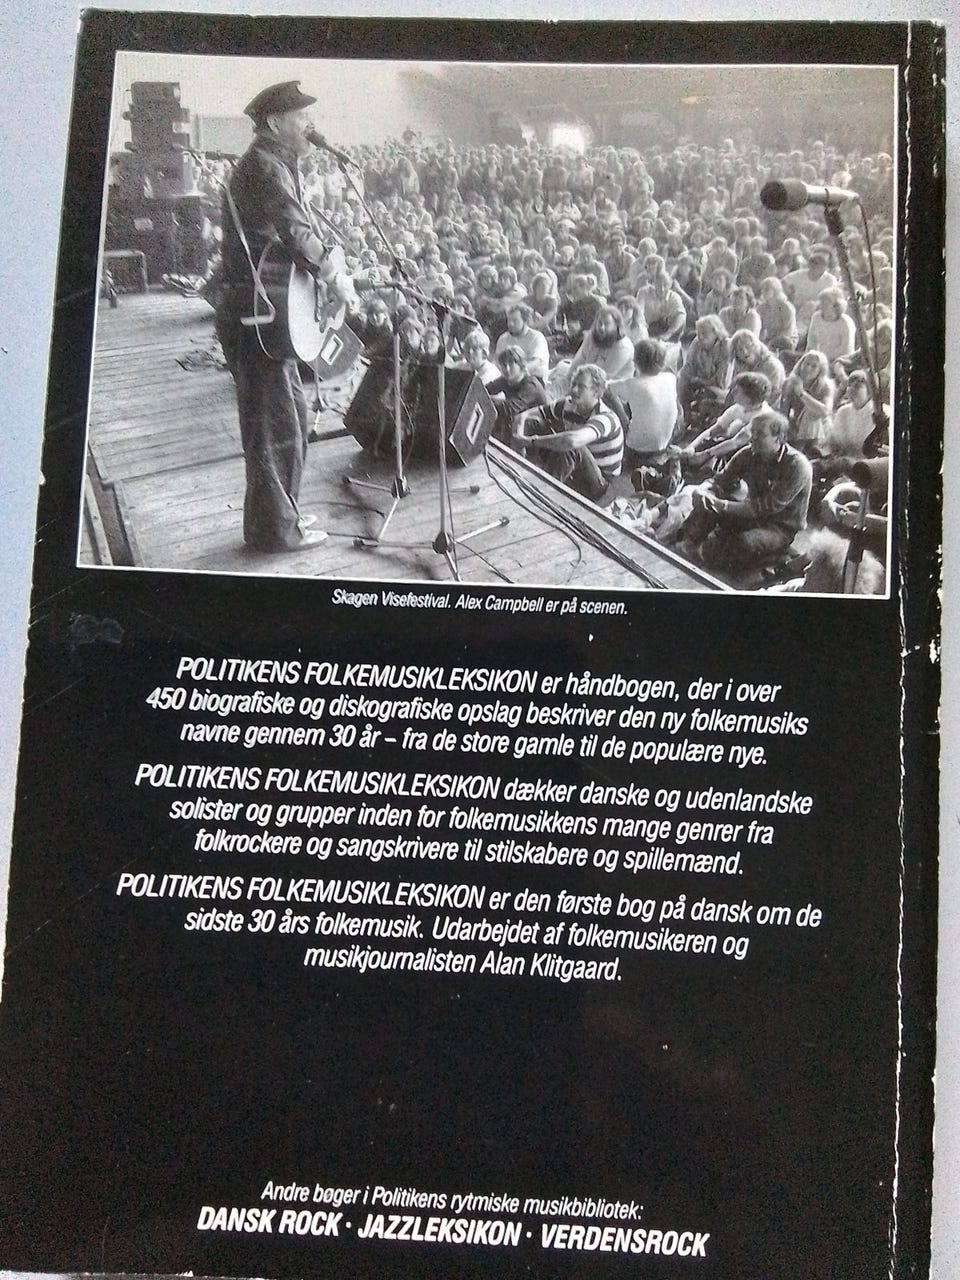 Skagen Visefestival. Alex Campbell er på scenen.
POLITIKENS FOLKEMUSIKLEKSIKON er håndbogen, der i over
450 biografiske og diskografiske opslag beskriver den ny folkemusiks
navne gennem 30 år – fra de store gamle til de populære nye.
POLITIKENS FOLKEMUSIKLEKSIKON dækker danske og udenlandske
solister og grupper inden for folkemusikkens mange genrer fra
folkrockere og sangskrivere til stilskabere og spillemænd.
POLITIKENS FOLKEMUSIKLEKSIKON er den første bog på dansk om de
sidste 30 års folkemusik. Udarbejdet af folkemusikeren og
musikjournalisten Alan Klitgaard.
Andre bøger i Politikens rytmiske musikbibliotek:
DANSK ROCK · JAZZLEKSIKON · VERDENSROCK